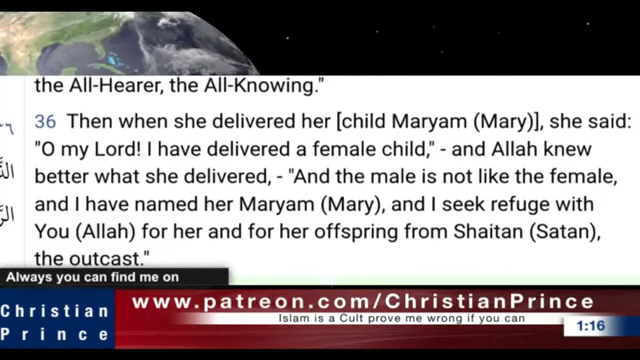 the All-Hearer, the All-Knowing."
36 Then when she delivered her [child Maryam (Mary)], she said:
"O my Lord! I have delivered a female child," - and Allah knew
better what she delivered, - "And the male is not like the female,
and I have named her Maryam (Mary), and I seek refuge with
You (Allah) for her and for her offspring from Shaitan (Satan),
the outcast."
Always you can find me on
Christian
Prince
www.patreon.com/ChristianPrince
Islam is a Cult prove me wrong if you can
1:16